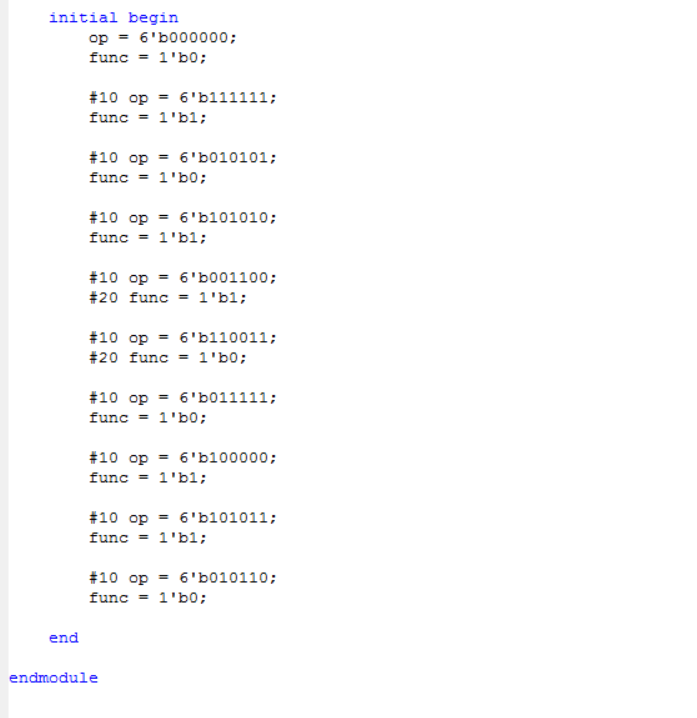 initial begin
op = 6'b000000;
func = 1'b0;
#10 op = 6'b111111;
func = 1'b1;
#10 op = 6'b010101;
func = 1'b0;
#10 op = 6'b101010;
func = 1'b1;
#10 op = 6'b001100;
#20 func = 1'b1;
#10 op = 6'b110011;
#20 func = 1'b0;
#10 op = 6'b011111;
func = 1'b0;
#10 op = 6'b100000;
func = 1'b1;
#10 op = 6'b101011;
func = 1'b1;
#10 op = 6'b010110;
func = 1'b0;
end
endmodule